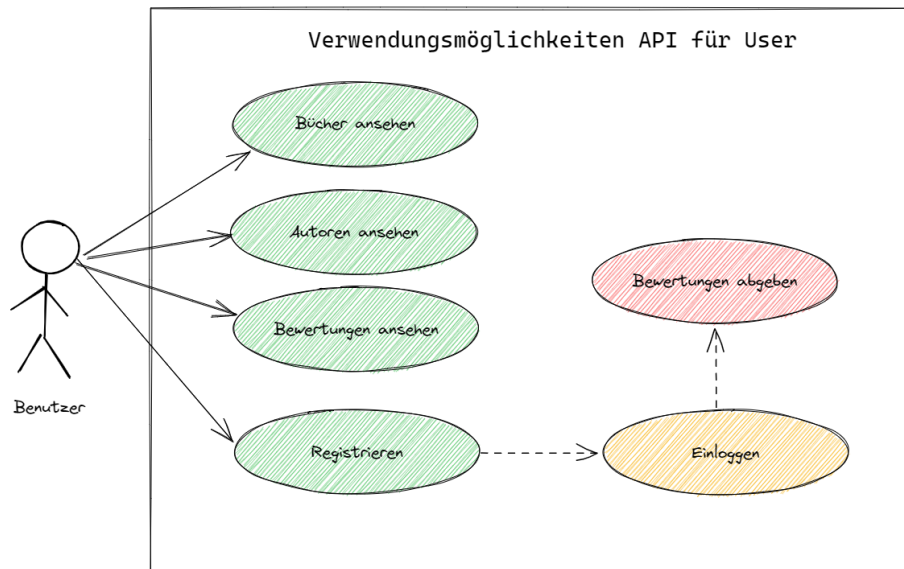 Verwendungsmöglichkeiten API für User
Bücher ansehen
Autoren ansehen
Bewertungen abgeben
Bewertungen ansehen
Benutzer
Registrieren
Einloggen